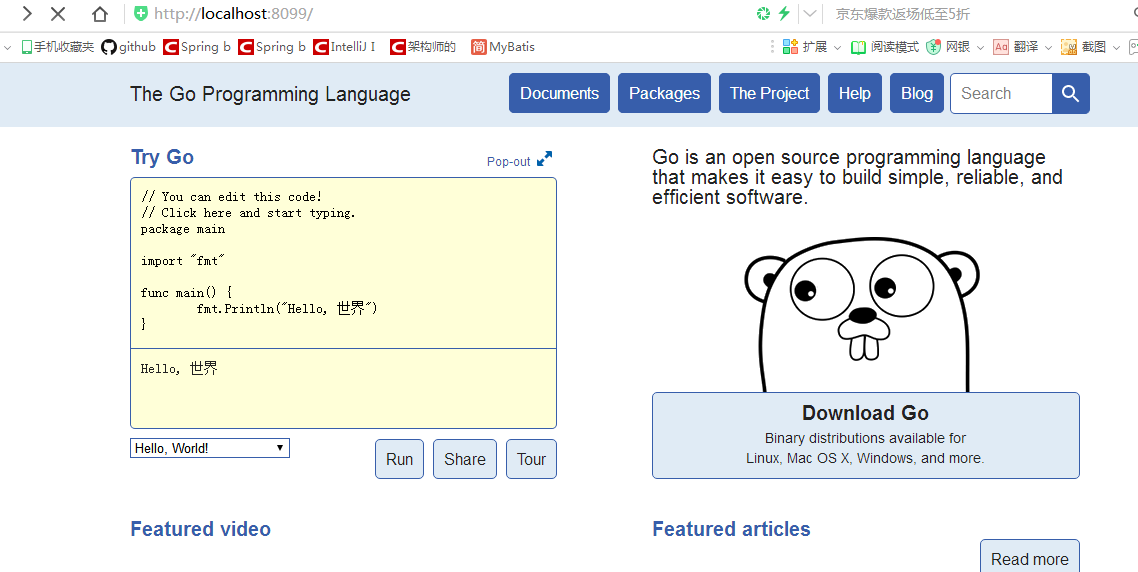 http://localhost:8099/
京东爆款返场低至5折
手机收藏夹 github Spring b Spring b IntelliJ I 架构师的 简 MyBatis 扩展 阅读模式 网银 Aa 翻译 截图
The Go Programming Language Documents Packages The Project Help Blog Search
Try Go
Pop-out
// You can edit this code!
// Click here and start typing.
package main
import "fmt"
func main() {
fmt.Println("Hello, 世界")
}
Hello, 世界
Hello, World!
Run Share Tour
Go is an open source programming language
that makes it easy to build simple, reliable, and
efficient software.
Download Go
Binary distributions available for
Linux, Mac OS X, Windows, and more.
Featured video
Featured articles
Read more